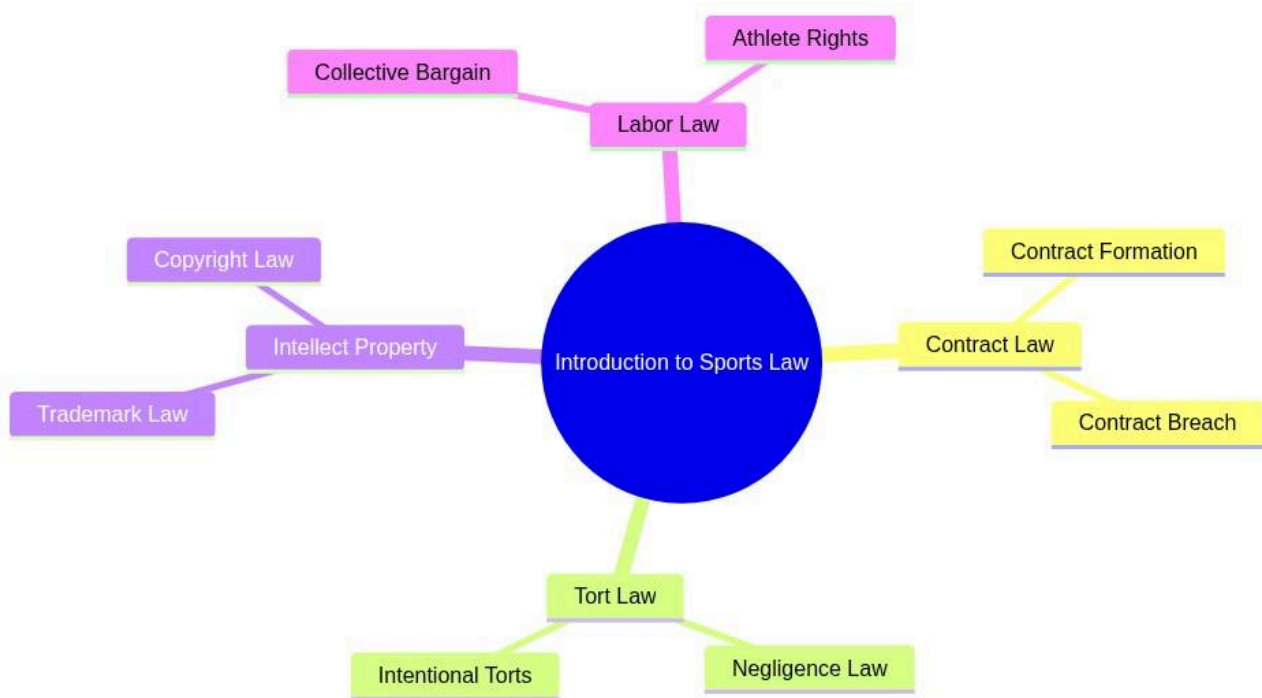 Athlete Rights
Collective Bargain
Labor Law
Copyright Law
Contract Formation
Intellect Property
Introduction to Sports Law
Contract Law
Trademark Law
Contract Breach
Tort Law
Intentional Torts
Negligence Law